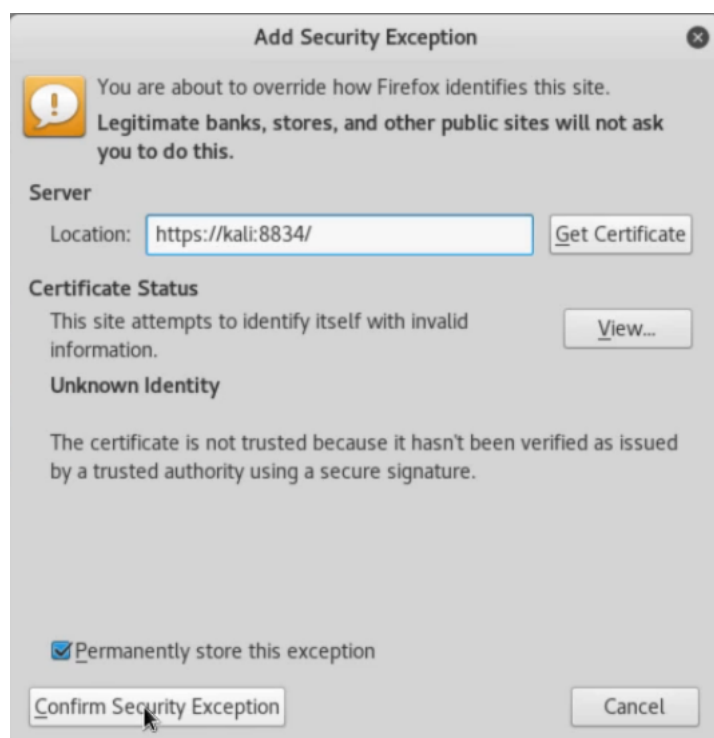 Add Security Exception
You are about to override how Firefox identifies this site.
Legitimate banks, stores, and other public sites will not ask
you to do this.
Server
Location: https://kali:8834/ Get Certificate
Certificate Status
This site attempts to identify itself with invalid
information.
View...
Unknown Identity
The certificate is not trusted because it hasn't been verified as issued
by a trusted authority using a secure signature.
Permanently store this exception
Confirm Security Exception Cancel